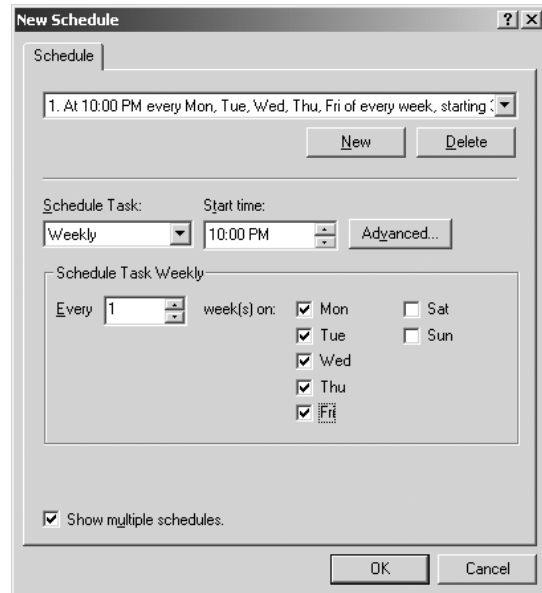 New Schedule
Schedule
1. At 10:00 PM every Mon, Tue, Wed, Thu, Fri of every week, starting
New Delete
Schedule Task: Start time:
Weekly 10:00 PM Advanced...
Schedule Task Weekly
Every 1 week(s) on: Mon Sat
Tue Sun
Wed
Thu
Fri
Show multiple schedules.
OK Cancel